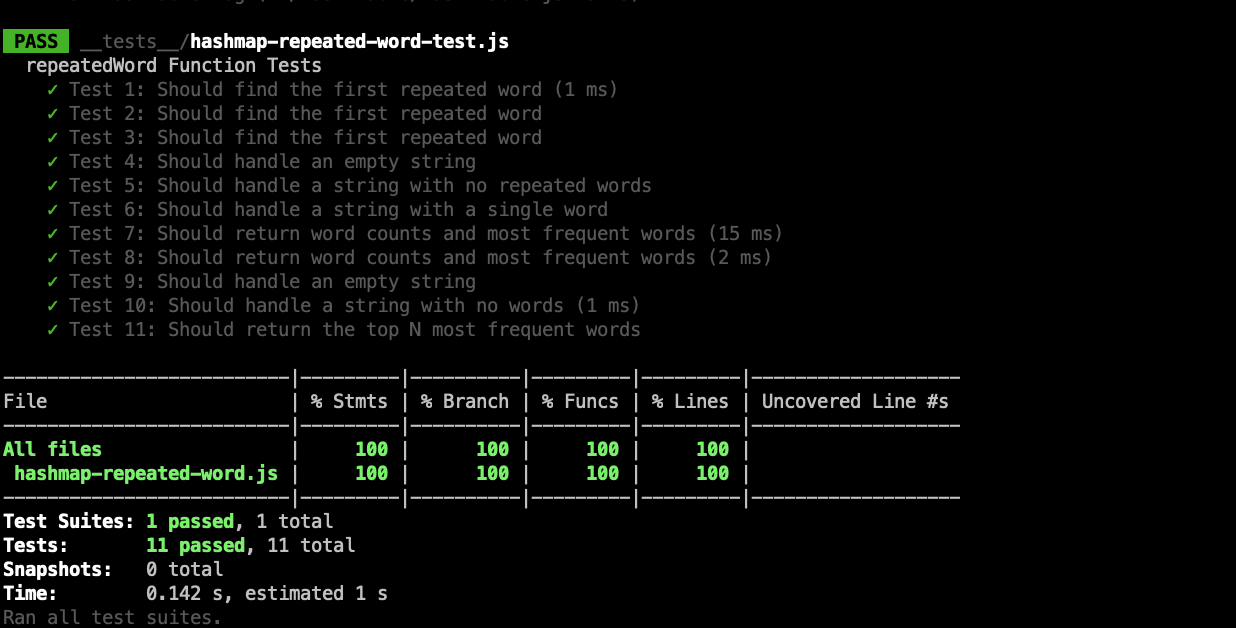 PASS __tests__/hashmap-repeated-word-test.js
repeatedWord Function Tests
✓ Test 1: Should find the first repeated word (1 ms)
✓ Test 2: Should find the first repeated word
✓ Test 3: Should find the first repeated word
✓ Test 4: Should handle an empty string
✓ Test 5: Should handle a string with no repeated words
✓ Test 6: Should handle a string with a single word
✓ Test 7: Should return word counts and most frequent words (15 ms)
✓ Test 8: Should return word counts and most frequent words (2 ms)
✓ Test 9: Should handle an empty string
✓ Test 10: Should handle a string with no words (1 ms)
✓ Test 11: Should return the top N most frequent words
File | % Stmts | % Branch | % Funcs | % Lines | Uncovered Line #s
All files | 100 | 100 | 100 | 100 |
hashmap-repeated-word.js | 100 | 100 | 100 | 100 |
Test Suites: 1 passed, 1 total
Tests: 11 passed, 11 total
Snapshots: 0 total
Time: 0.142 s, estimated 1 s
Ran all test suites.